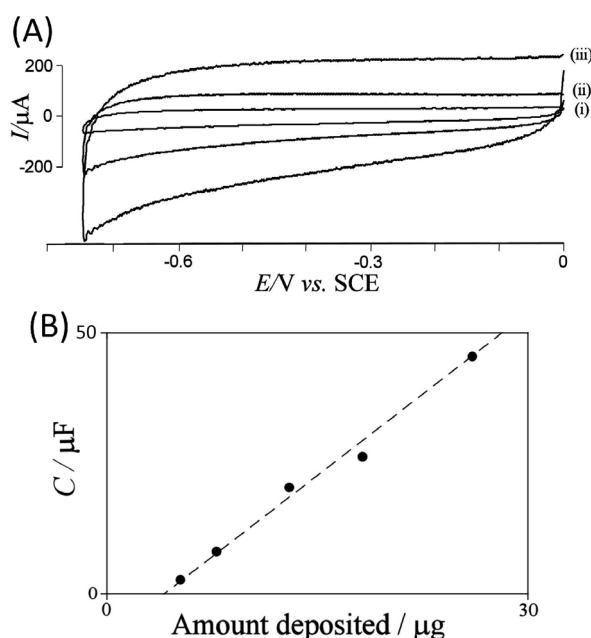 (A)
200
0
-200
I/µA
(iii)
(ii)
(i)
-0.6
-0.3
0
E/V vs. SCE
(B)
50
C / µF
0
0
30
Amount deposited / µg